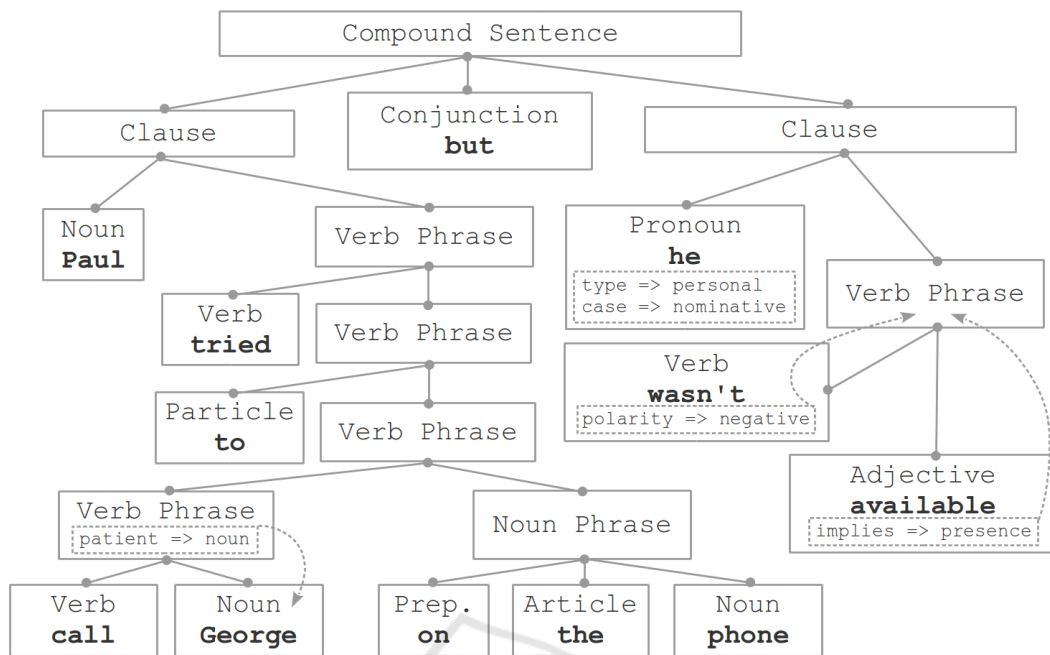 Compound Sentence
Clause
Conjunction
but
Clause
Noun
Paul
Verb Phrase
Pronoun
he
type => personal
case => nominative
Verb Phrase
Verb
tried
Verb Phrase
Verb
wasn't
polarity => negative
Particle
to
Verb Phrase
Adjective
available
implies => presence
Verb Phrase
patient => noun
Noun Phrase
Verb
call
Noun
George
Prep.
on
Article
the
Noun
phone